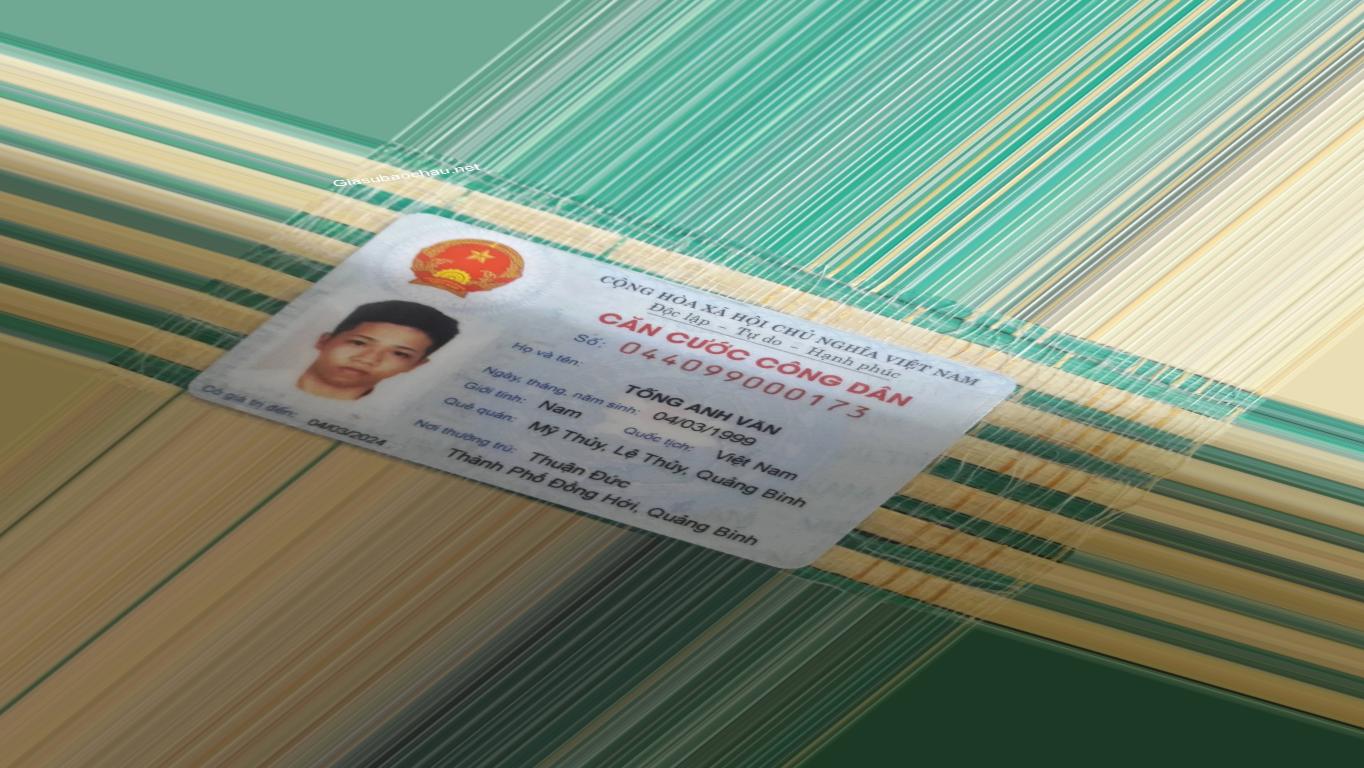 Giasubaochau.net
CỘNG HÒA XÃ HỘI CHỦ NGHĨA VIỆT NAM
Độc lập - Tự do - Hạnh phúc
CĂN CƯỚC CÔNG DÂN
Số: 044099000173
Họ và tên:
TỐNG ANH VĂN
Ngày, tháng, năm sinh: 04/03/1999
Giới tính: Nam Quốc tịch: Việt Nam
Quê quán: Mỹ Thủy, Lệ Thủy, Quảng Bình
Nơi thường trú: Thuận Đức
Thành Phố Đồng Hới, Quảng Bình
Có giá trị đến: 04/03/2024